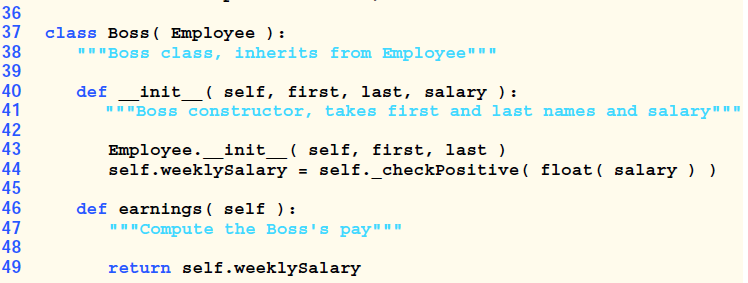 36
37 class Boss( Employee ):
38 """Boss class, inherits from Employee"""
39
40 def __init__( self, first, last, salary ):
41 """Boss constructor, takes first and last names and salary"""
42
43 Employee.__init__( self, first, last )
44 self.weeklySalary = self._checkPositive( float( salary ) )
45
46 def earnings( self ):
47 """Compute the Boss's pay"""
48
49 return self.weeklySalary